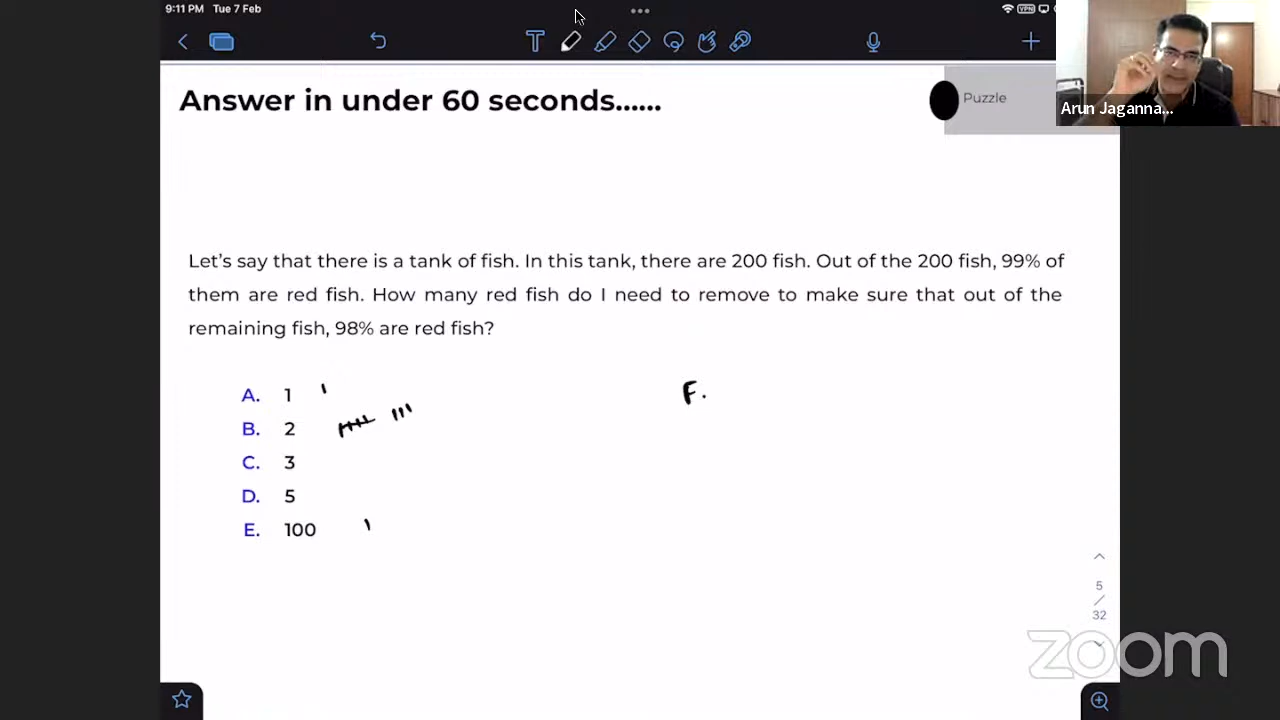 9:11 PM Tue 7 Feb
VPN
T
Answer in under 60 seconds......
Puzzle
Arun Jaganna...
Let's say that there is a tank of fish. In this tank, there are 200 fish. Out of the 200 fish, 99% of
them are red fish. How many red fish do I need to remove to make sure that out of the
remaining fish, 98% are red fish?
A. 1
B. 2
C. 3
D. 5
E. 100
F.
5
/
32
zoom